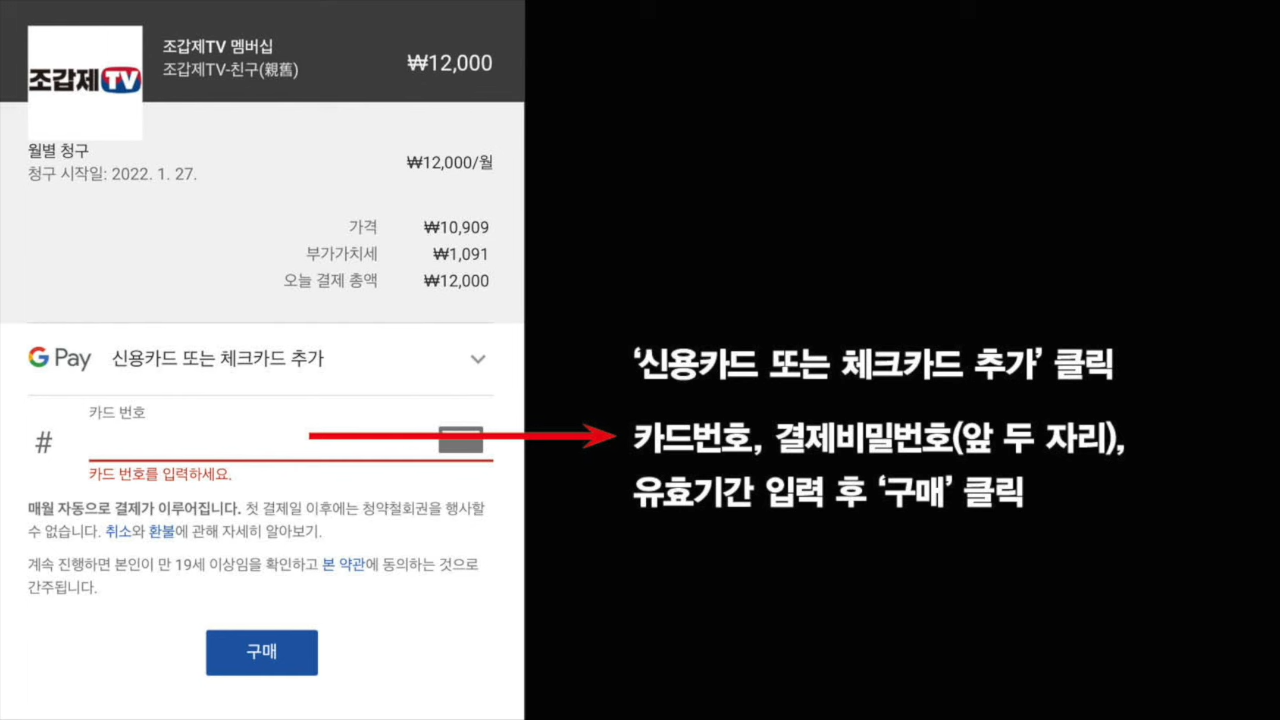 조갑제TV
조갑제TV 멤버십
조갑제TV-친구(親舊)
₩12,000
월별 청구
청구 시작일: 2022. 1. 27.
₩12,000/월
가격 ₩10,909
부가가치세 ₩1,091
오늘 결제 총액 ₩12,000
G Pay 신용카드 또는 체크카드 추가
카드 번호
#
카드 번호를 입력하세요.
매월 자동으로 결제가 이루어집니다. 첫 결제일 이후에는 청약철회권을 행사할
수 없습니다. 취소와 환불에 관해 자세히 알아보기.
계속 진행하면 본인이 만 19세 이상임을 확인하고 본 약관에 동의하는 것으로
간주됩니다.
구매
‘신용카드 또는 체크카드 추가’ 클릭
카드번호, 결제비밀번호(앞 두 자리),
유효기간 입력 후 ‘구매’ 클릭